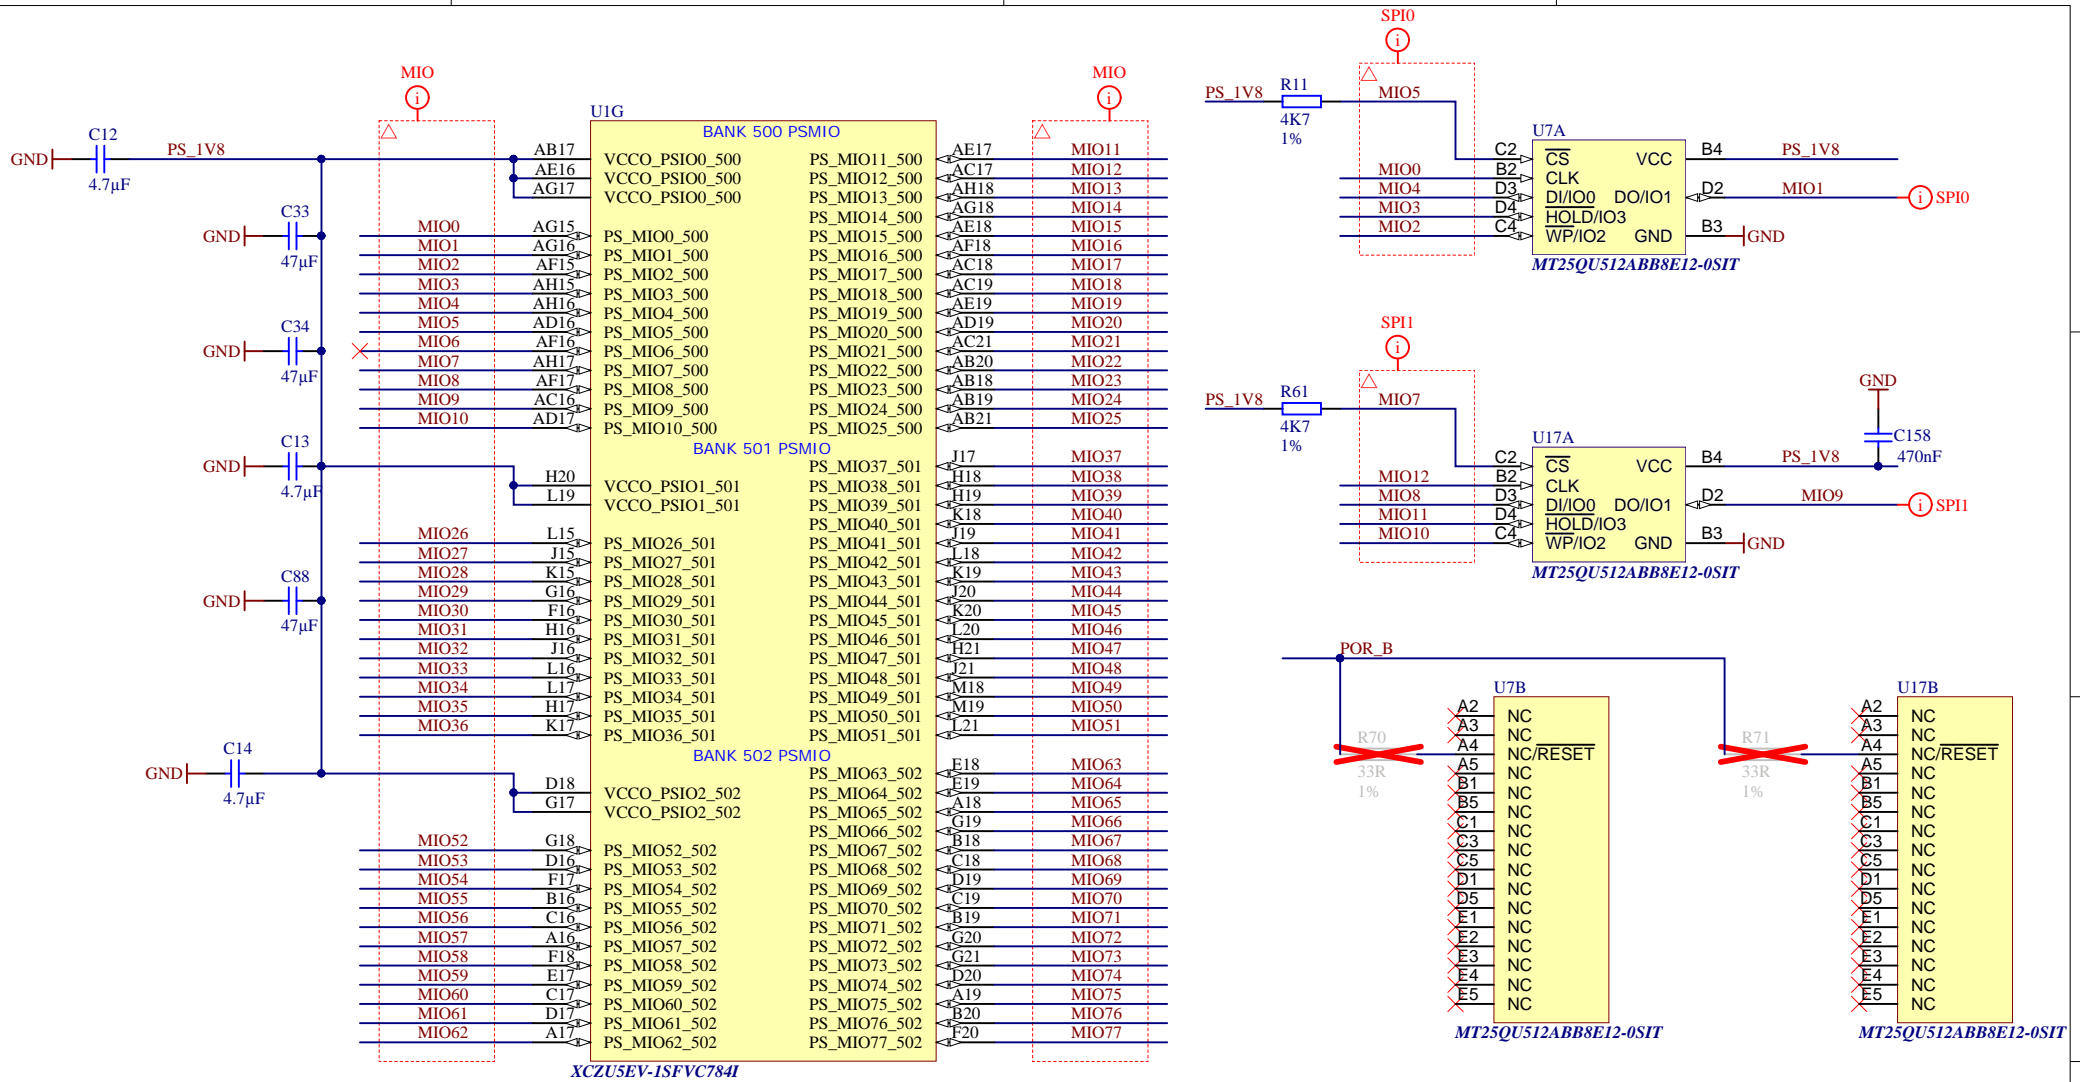 SPI0
i
MIO
i
MIO
i
PS_1V8
R11
4K7
1%
MIO5
U1G
BANK 500 PSMIO
C12
GND
4.7µF
PS_1V8
AB17 VCCO_PSIO0_500 PS_MIO11_500 AE17 MIO11
AE16 VCCO_PSIO0_500 PS_MIO12_500 AC17 MIO12
AG17 VCCO_PSIO0_500 PS_MIO13_500 AH18 MIO13
PS_MIO14_500 AG18 MIO14
MIO0 AG15 PS_MIO0_500 PS_MIO15_500 AE18 MIO15
MIO1 AG16 PS_MIO1_500 PS_MIO16_500 AF18 MIO16
MIO2 AF15 PS_MIO2_500 PS_MIO17_500 AC18 MIO17
MIO3 AH15 PS_MIO3_500 PS_MIO18_500 AC19 MIO18
MIO4 AH16 PS_MIO4_500 PS_MIO19_500 AE19 MIO19
MIO5 AD16 PS_MIO5_500 PS_MIO20_500 AD19 MIO20
MIO6 AF16 PS_MIO6_500 PS_MIO21_500 AC21 MIO21
MIO7 AH17 PS_MIO7_500 PS_MIO22_500 AB20 MIO22
MIO8 AF17 PS_MIO8_500 PS_MIO23_500 AB18 MIO23
MIO9 AC16 PS_MIO9_500 PS_MIO24_500 AB19 MIO24
MIO10 AD17 PS_MIO10_500 PS_MIO25_500 AB21 MIO25
C33
GND
47µF
C34
GND
47µF
C13
GND
4.7µF
C88
GND
47µF
C14
GND
4.7µF
BANK 501 PSMIO
PS_MIO37_501 J17 MIO37
H20 VCCO_PSIO1_501 PS_MIO38_501 H18 MIO38
L19 VCCO_PSIO1_501 PS_MIO39_501 H19 MIO39
PS_MIO40_501 K18 MIO40
MIO26 L15 PS_MIO26_501 PS_MIO41_501 J19 MIO41
MIO27 J15 PS_MIO27_501 PS_MIO42_501 L18 MIO42
MIO28 K15 PS_MIO28_501 PS_MIO43_501 K19 MIO43
MIO29 G16 PS_MIO29_501 PS_MIO44_501 J20 MIO44
MIO30 F16 PS_MIO30_501 PS_MIO45_501 K20 MIO45
MIO31 H16 PS_MIO31_501 PS_MIO46_501 L20 MIO46
MIO32 J16 PS_MIO32_501 PS_MIO47_501 H21 MIO47
MIO33 L16 PS_MIO33_501 PS_MIO48_501 J21 MIO48
MIO34 L17 PS_MIO34_501 PS_MIO49_501 M18 MIO49
MIO35 H17 PS_MIO35_501 PS_MIO50_501 M19 MIO50
MIO36 K17 PS_MIO36_501 PS_MIO51_501 L21 MIO51
BANK 502 PSMIO
PS_MIO63_502 E18 MIO63
D18 VCCO_PSIO2_502 PS_MIO64_502 E19 MIO64
G17 VCCO_PSIO2_502 PS_MIO65_502 A18 MIO65
PS_MIO66_502 G19 MIO66
MIO52 G18 PS_MIO52_502 PS_MIO67_502 B18 MIO67
MIO53 D16 PS_MIO53_502 PS_MIO68_502 C18 MIO68
MIO54 F17 PS_MIO54_502 PS_MIO69_502 D19 MIO69
MIO55 B16 PS_MIO55_502 PS_MIO70_502 C19 MIO70
MIO56 C16 PS_MIO56_502 PS_MIO71_502 B19 MIO71
MIO57 A16 PS_MIO57_502 PS_MIO72_502 G20 MIO72
MIO58 F18 PS_MIO58_502 PS_MIO73_502 G21 MIO73
MIO59 E17 PS_MIO59_502 PS_MIO74_502 D20 MIO74
MIO60 C17 PS_MIO60_502 PS_MIO75_502 A19 MIO75
MIO61 D17 PS_MIO61_502 PS_MIO76_502 B20 MIO76
MIO62 A17 PS_MIO62_502 PS_MIO77_502 F20 MIO77
XCZU5EV-1SFVC784I
U7A
C2 CS VCC B4 PS_1V8
MIO0 B2 CLK
MIO4 D3 DI/IO0 DO/IO1 D2 MIO1 i SPI0
MIO3 D4 HOLD/IO3
MIO2 C4 WP/IO2 GND B3 GND
MT25QU512ABB8E12-0SIT
SPI1
i
PS_1V8
R61
4K7
1%
MIO7
GND
C158
470nF
U17A
C2 CS VCC B4 PS_1V8
MIO12 B2 CLK
MIO8 D3 DI/IO0 DO/IO1 D2 MIO9 i SPI1
MIO11 D4 HOLD/IO3
MIO10 C4 WP/IO2 GND B3 GND
MT25QU512ABB8E12-0SIT
POR_B
R70
33R
1%
U7B
A2 NC
A3 NC
A4 NC/RESET
A5 NC
B1 NC
B5 NC
C1 NC
C3 NC
C5 NC
D1 NC
D5 NC
E1 NC
E2 NC
E3 NC
E4 NC
E5 NC
MT25QU512ABB8E12-0SIT
R71
33R
1%
U17B
A2 NC
A3 NC
A4 NC/RESET
A5 NC
B1 NC
B5 NC
C1 NC
C3 NC
C5 NC
D1 NC
D5 NC
E1 NC
E2 NC
E3 NC
E4 NC
E5 NC
MT25QU512ABB8E12-0SIT